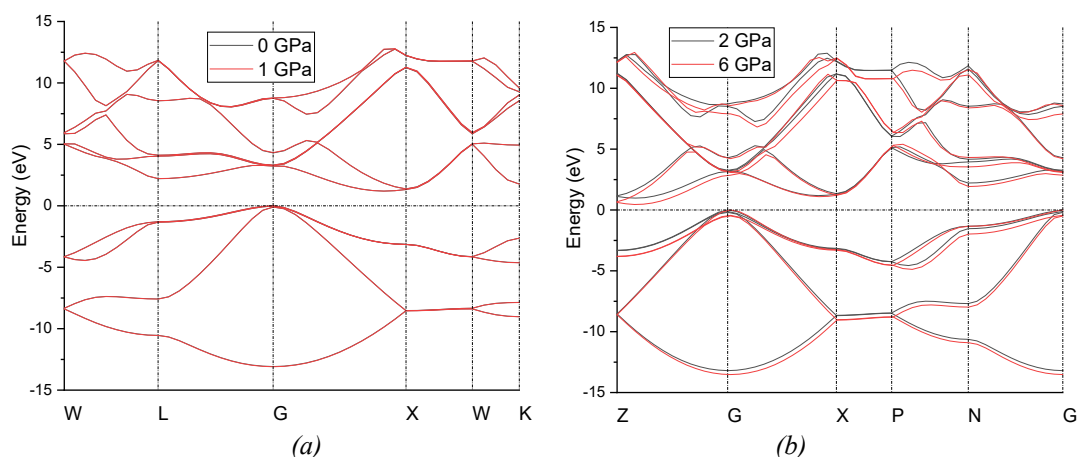 15
10
5
0
-5
-10
-15
Energy (eV)
0 GPa
1 GPa
W L G X W K
(a)
15
10
5
0
-5
-10
-15
Energy (eV)
2 GPa
6 GPa
Z G X P N G
(b)